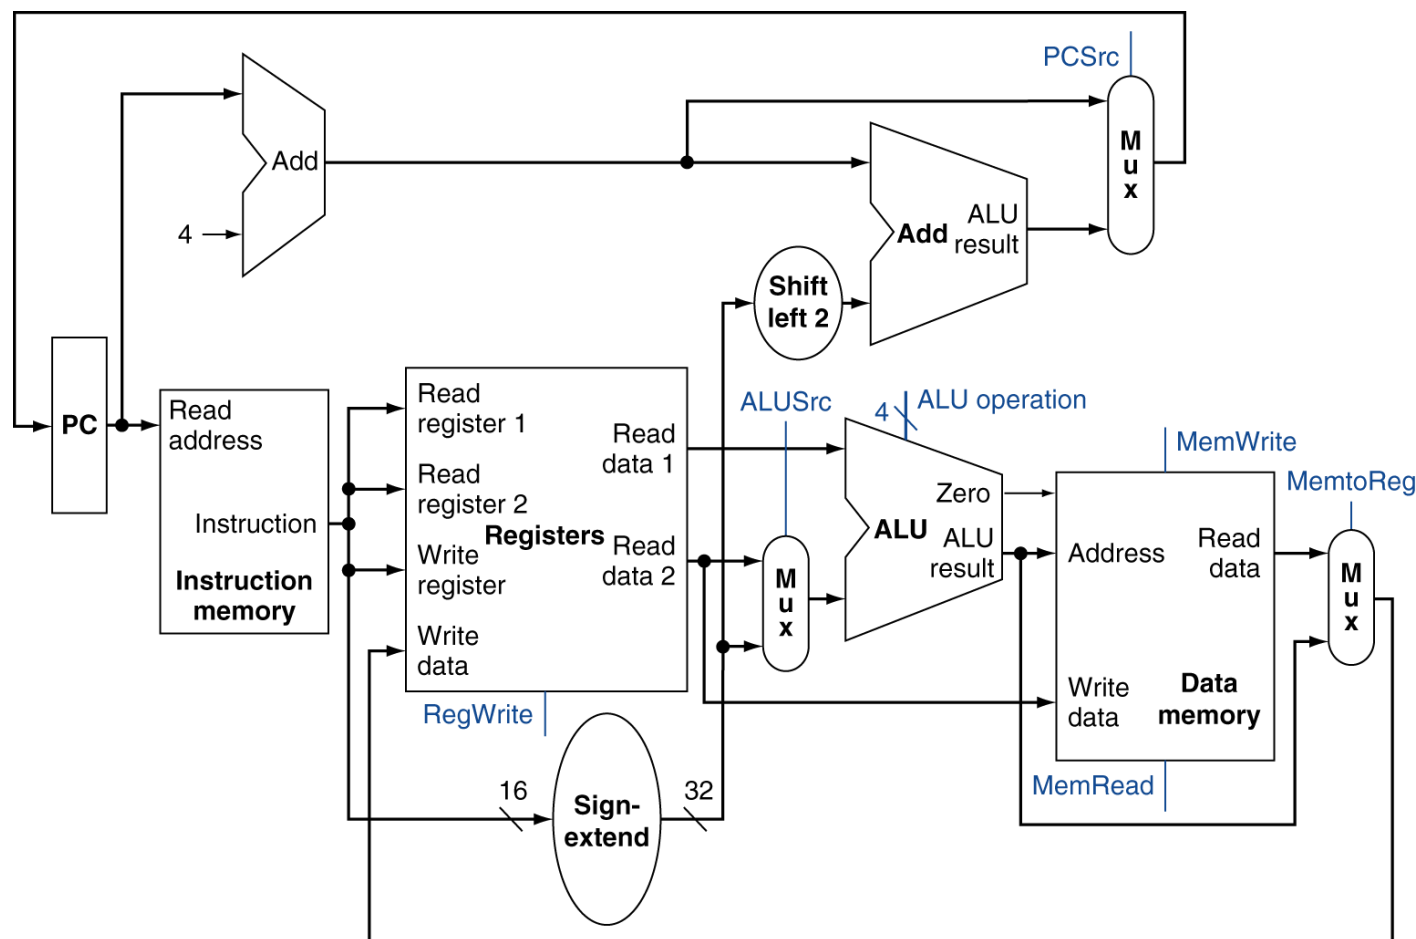 PCSrc
M
u
x
Add
4
Add
ALU
result
Shift
left 2
PC
Read
address
Instruction
Instruction
memory
Read
register 1
Read
register 2
Write
register
Write
data
Registers
Read
data 1
Read
data 2
RegWrite
16
Sign-
extend
32
ALUSrc
M
u
x
4
ALU operation
Zero
ALU
ALU
result
MemWrite
Address
Read
data
Write
data
Data
memory
MemRead
MemtoReg
M
u
x